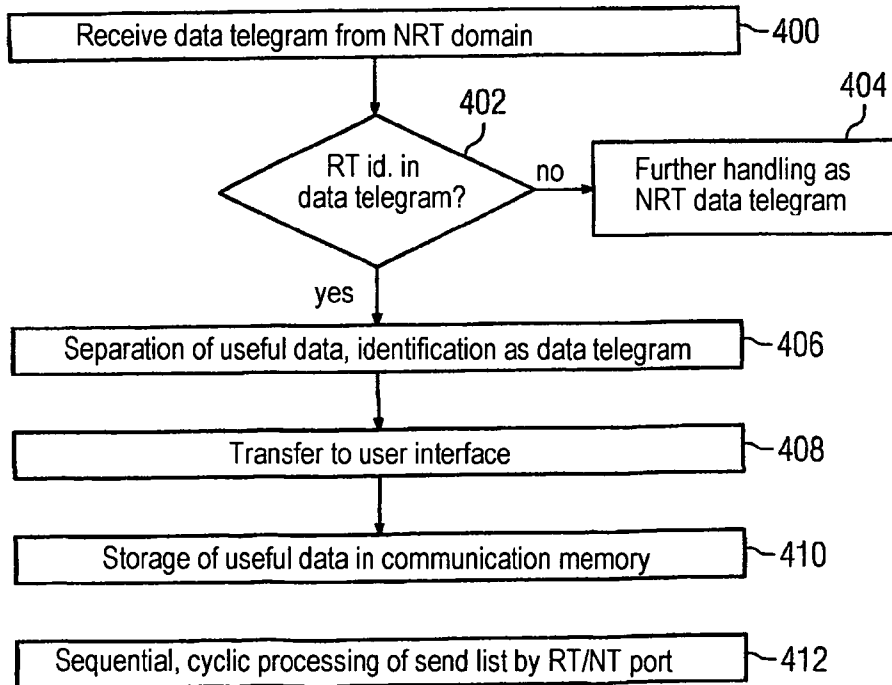 Receive data telegram from NRT domain
400
402
404
RT id. in
data telegram?
no
Further handling as
NRT data telegram
yes
Separation of useful data, identification as data telegram
406
Transfer to user interface
408
Storage of useful data in communication memory
410
Sequential, cyclic processing of send list by RT/NT port
412